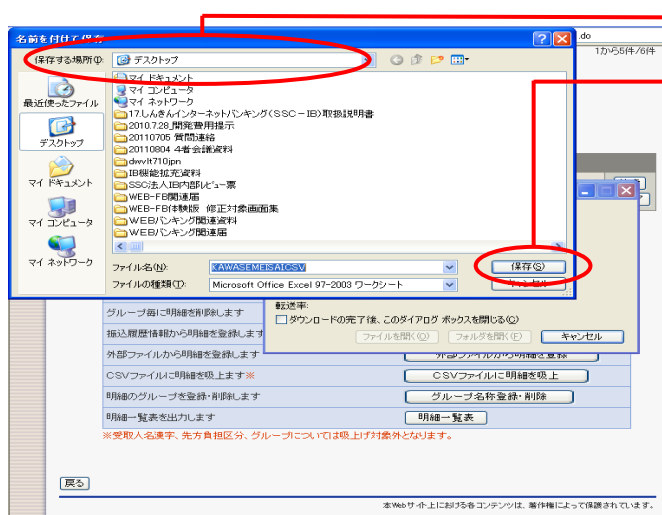 名前を付けて保存
.do
保存する場所(I):
デスクトップ
1から5件/6件
最近使ったファイル
デスクトップ
マイ ドキュメント
マイ コンピュータ
マイ ネットワーク
マイ ドキュメント
マイ コンピュータ
マイ ネットワーク
17.しんきんインターネットバンキング(SSC-IB)取扱説明書
2010.7.28_開発費用提示
20110705 質問連絡
20110804 4者会議資料
dwvlt710jpn
IB機能拡充資料
SSC法人IB内部レビュー票
WEB-FB関連届
WEB-FB体験版 修正対象画面集
WEBバンキング関連資料
WEBバンキング関連届
ファイル名(N):
KAWASEMEISAICSV
保存(S)
ファイルの種類(T):
Microsoft Office Excel 97-2003 ワークシート
キャンセル
転送率:
ダウンロードの完了後、このダイアログ ボックスを閉じる(C)
ファイルを開く(O)
フォルダを開く(F)
キャンセル
グループ毎に明細を削除します
振込履歴情報から明細を登録します
外部ファイルから明細を登録します
外部ファイルから明細を登録
CSVファイルに明細を吸上ます※
CSVファイルに明細を吸上
明細のグループを登録・削除します
グループ名称登録・削除
明細一覧表を出力します
明細一覧表
※受取人名漢字、先方負担区分、グループについては吸上げ対象外となります。
戻る
本Webサイト上における各コンテンツは、著作権によって保護されています。